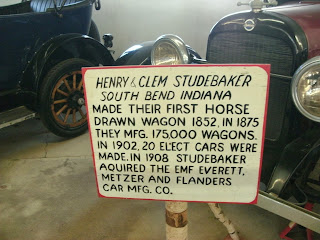 HENRY & CLEM STUDEBAKER
SOUTH BEND INDIANA
MADE THEIR FIRST HORSE
DRAWN WAGON 1852, IN 1875
THEY MFG. 175,000 WAGONS.
IN 1902, 20 ELECT CARS WERE
MADE. IN 1908 STUDEBAKER
AQUIRED THE EMF EVERETT,
METZER AND FLANDERS
CAR MFG. CO.